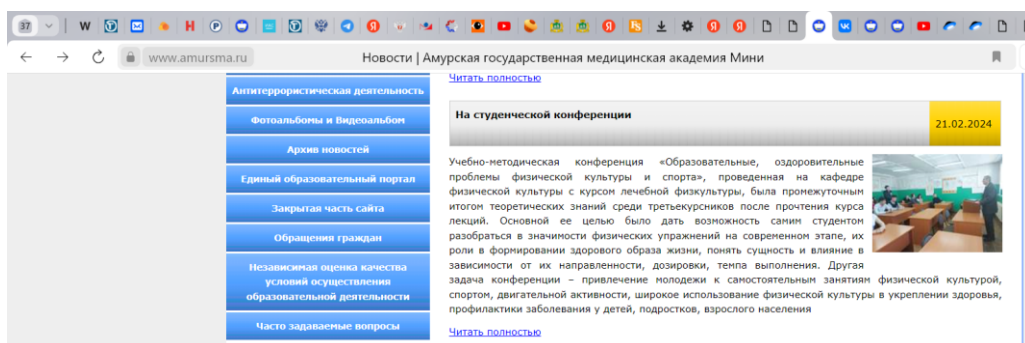 37
www.amursma.ru
Новости | Амурская государственная медицинская академия Мини
Антитеррористическая деятельность
Фотоальбомы и Видеоальбом
Архив новостей
Единый образовательный портал
Закрытая часть сайта
Обращения граждан
Независимая оценка качества
условий осуществления
образовательной деятельности
Часто задаваемые вопросы
Читать полностью
На студенческой конференции
21.02.2024
Учебно-методическая конференция «Образовательные, оздоровительные
проблемы физической культуры и спорта», проведенная на кафедре
физической культуры с курсом лечебной физкультуры, была промежуточным
итогом теоретических знаний среди третьекурсников после прочтения курса
лекций. Основной ее целью было дать возможность самим студентом
разобраться в значимости физических упражнений на современном этапе, их
роли в формировании здорового образа жизни, понять сущность и влияние в
зависимости от их направленности, дозировки, темпа выполнения. Другая
задача конференции – привлечение молодежи к самостоятельным занятиям физической культурой,
спортом, двигательной активности, широкое использование физической культуры в укреплении здоровья,
профилактики заболевания у детей, подростков, взрослого населения
Читать полностью